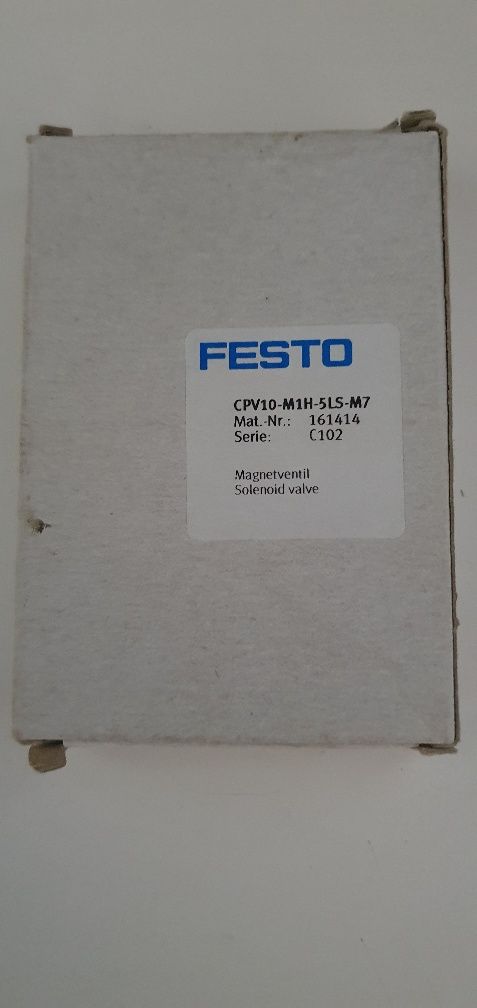 FESTO
CPV10-M1H-5LS-M7
Mat.-Nr.: 161414
Serie: C102
Magnetventil
Solenoid valve